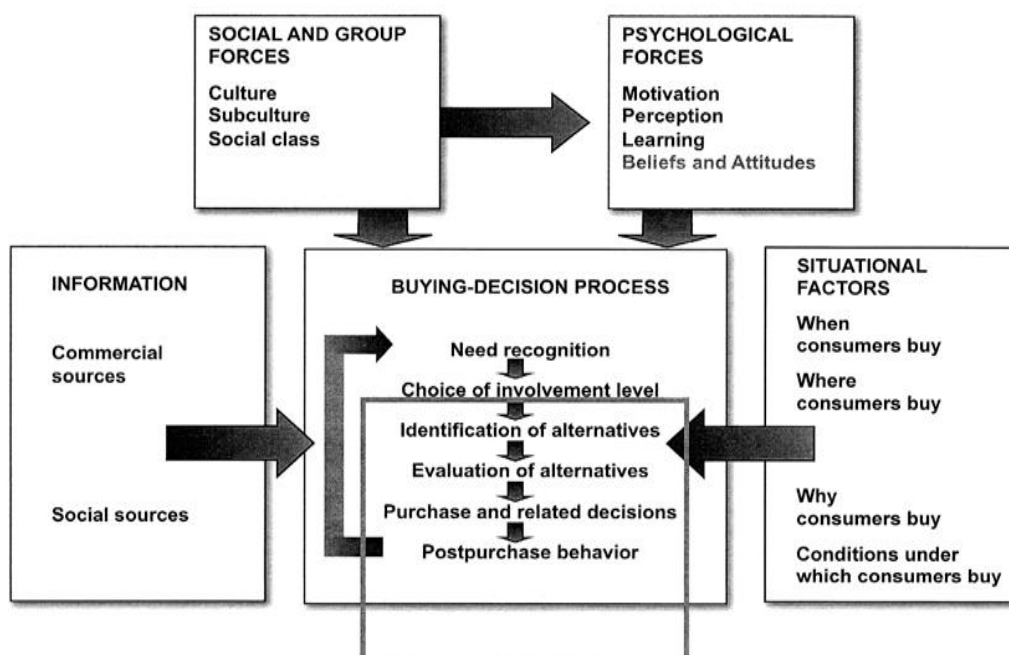 SOCIAL AND GROUP
FORCES
Culture
Subculture
Social class
PSYCHOLOGICAL
FORCES
Motivation
Perception
Learning
Beliefs and Attitudes
INFORMATION
Commercial
sources
Social sources
BUYING-DECISION PROCESS
Need recognition
Choice of involvement level
Identification of alternatives
Evaluation of alternatives
Purchase and related decisions
Postpurchase behavior
SITUATIONAL
FACTORS
When
consumers buy
Where
consumers buy
Why
consumers buy
Conditions under
which consumers buy